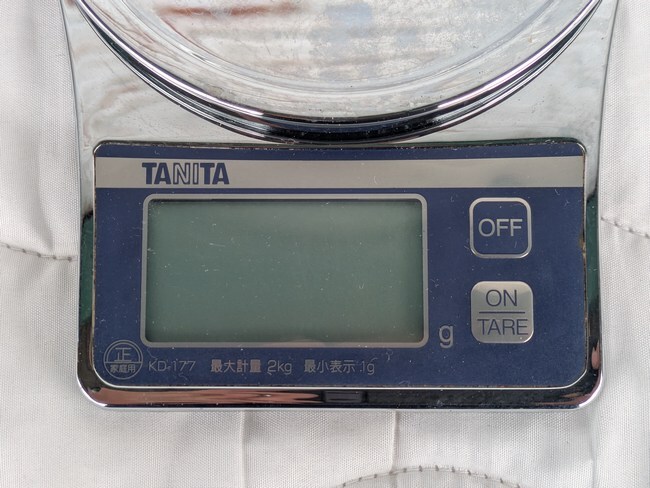 TANITA
OFF
ON
TARE
g
正
家庭用
KD-177 最大計量 2kg 最小表示 1g